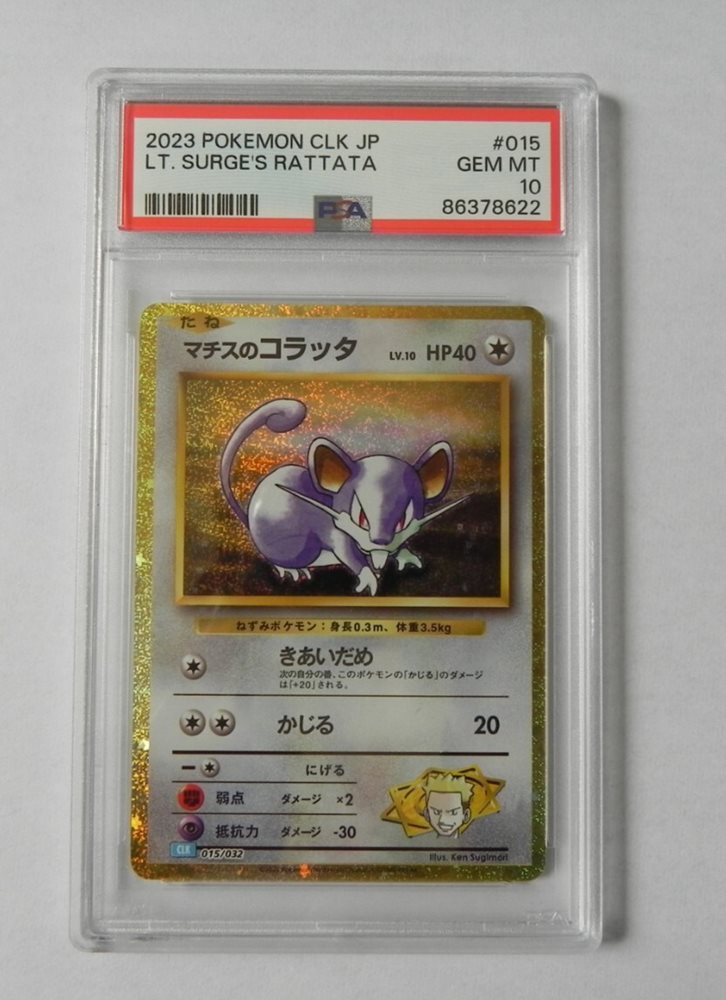 2023 POKEMON CLK JP #015
LT. SURGE'S RATTATA GEM MT
10
PSA 86378622
たね
マチスのコラッタ LV.10 HP40
ねずみポケモン：身長0.3m、体重3.5kg
きあいだめ
次の自分の番、このポケモンの「かじる」のダメージ
は「+20」される。
かじる 20
にげる
弱点 ダメージ ×2
抵抗力 ダメージ -30
CLK 015/032
Illus. Ken Sugimori